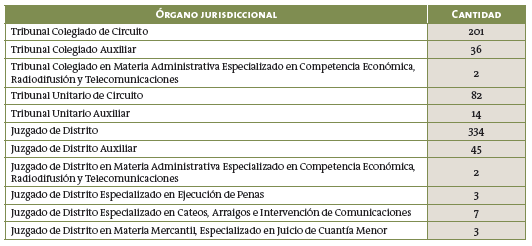 ÓRGANO JURISDICCIONAL CANTIDAD
Tribunal Colegiado de Circuito 201
Tribunal Colegiado Auxiliar 36
Tribunal Colegiado en Materia Administrativa Especializado en Competencia Económica,
Radiodifusión y Telecomunicaciones 2
Tribunal Unitario de Circuito 82
Tribunal Unitario Auxiliar 14
Juzgado de Distrito 334
Juzgado de Distrito Auxiliar 45
Juzgado de Distrito en Materia Administrativa Especializado en Competencia Económica,
Radiodifusión y Telecomunicaciones 2
Juzgado de Distrito Especializado en Ejecución de Penas 3
Juzgado de Distrito Especializado en Cateos, Arraigos e Intervención de Comunicaciones 7
Juzgado de Distrito en Materia Mercantil, Especializado en Juicio de Cuantía Menor 3